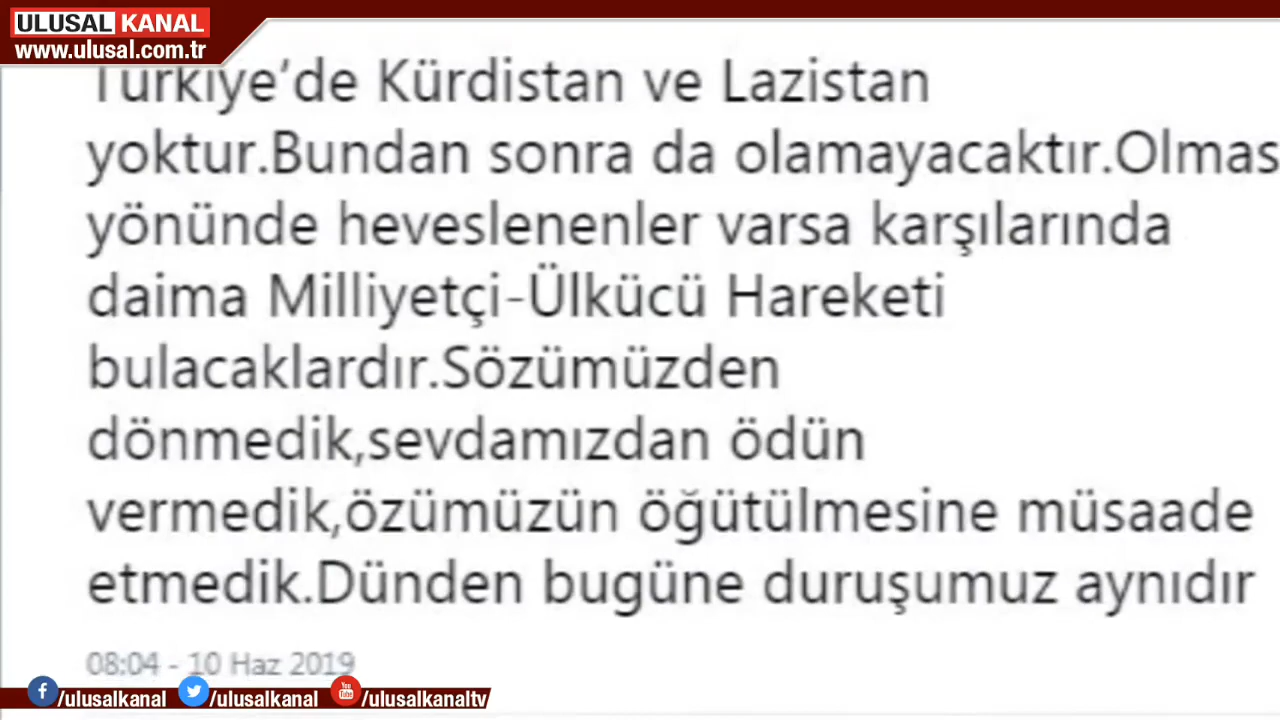 ULUSAL KANAL
www.ulusal.com.tr
Türkiye'de Kürdistan ve Lazistan
yoktur.Bundan sonra da olamayacaktır.Olmas
yönünde heveslenenler varsa karşılarında
daima Milliyetçi-Ülkücü Hareketi
bulacaklardır.Sözümüzden
dönmedik,sevdamızdan ödün
vermedik,özümüzün öğütülmesine müsaade
etmedik.Dünden bugüne duruşumuz aynıdır
08:04 - 10 Haz 2019
/ulusalkanal /ulusalkanal You Tube /ulusalkanaltv